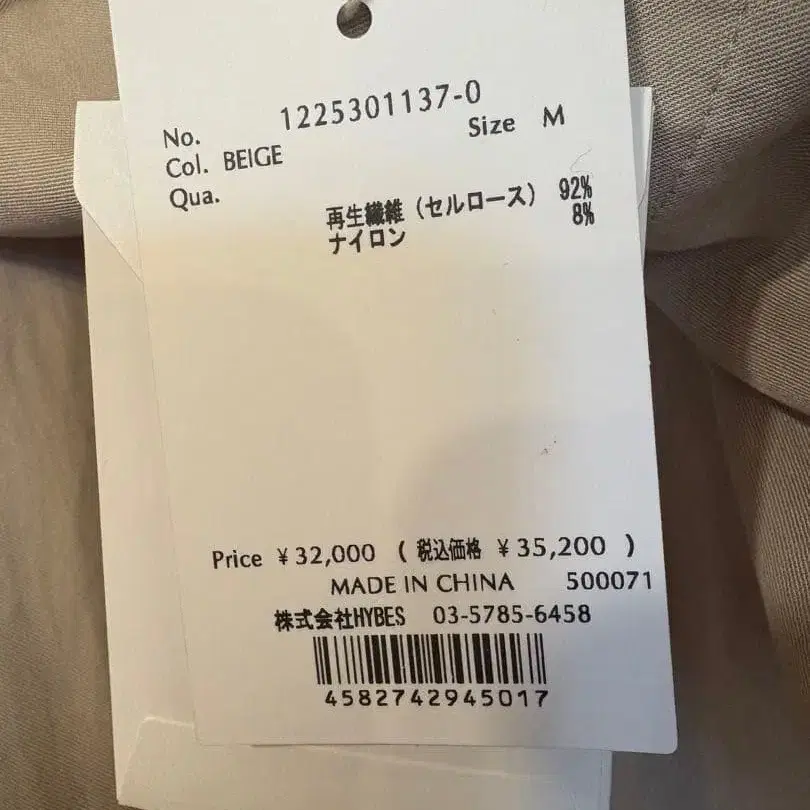 No. 1225301137-0
Col. BEIGE Size M
Qua.
再生繊維（セルロース） 92%
ナイロン 8%
Price ¥32,000 ( 税込価格 ¥35,200 )
MADE IN CHINA 500071
株式会社HYBES 03-5785-6458
4582742945017